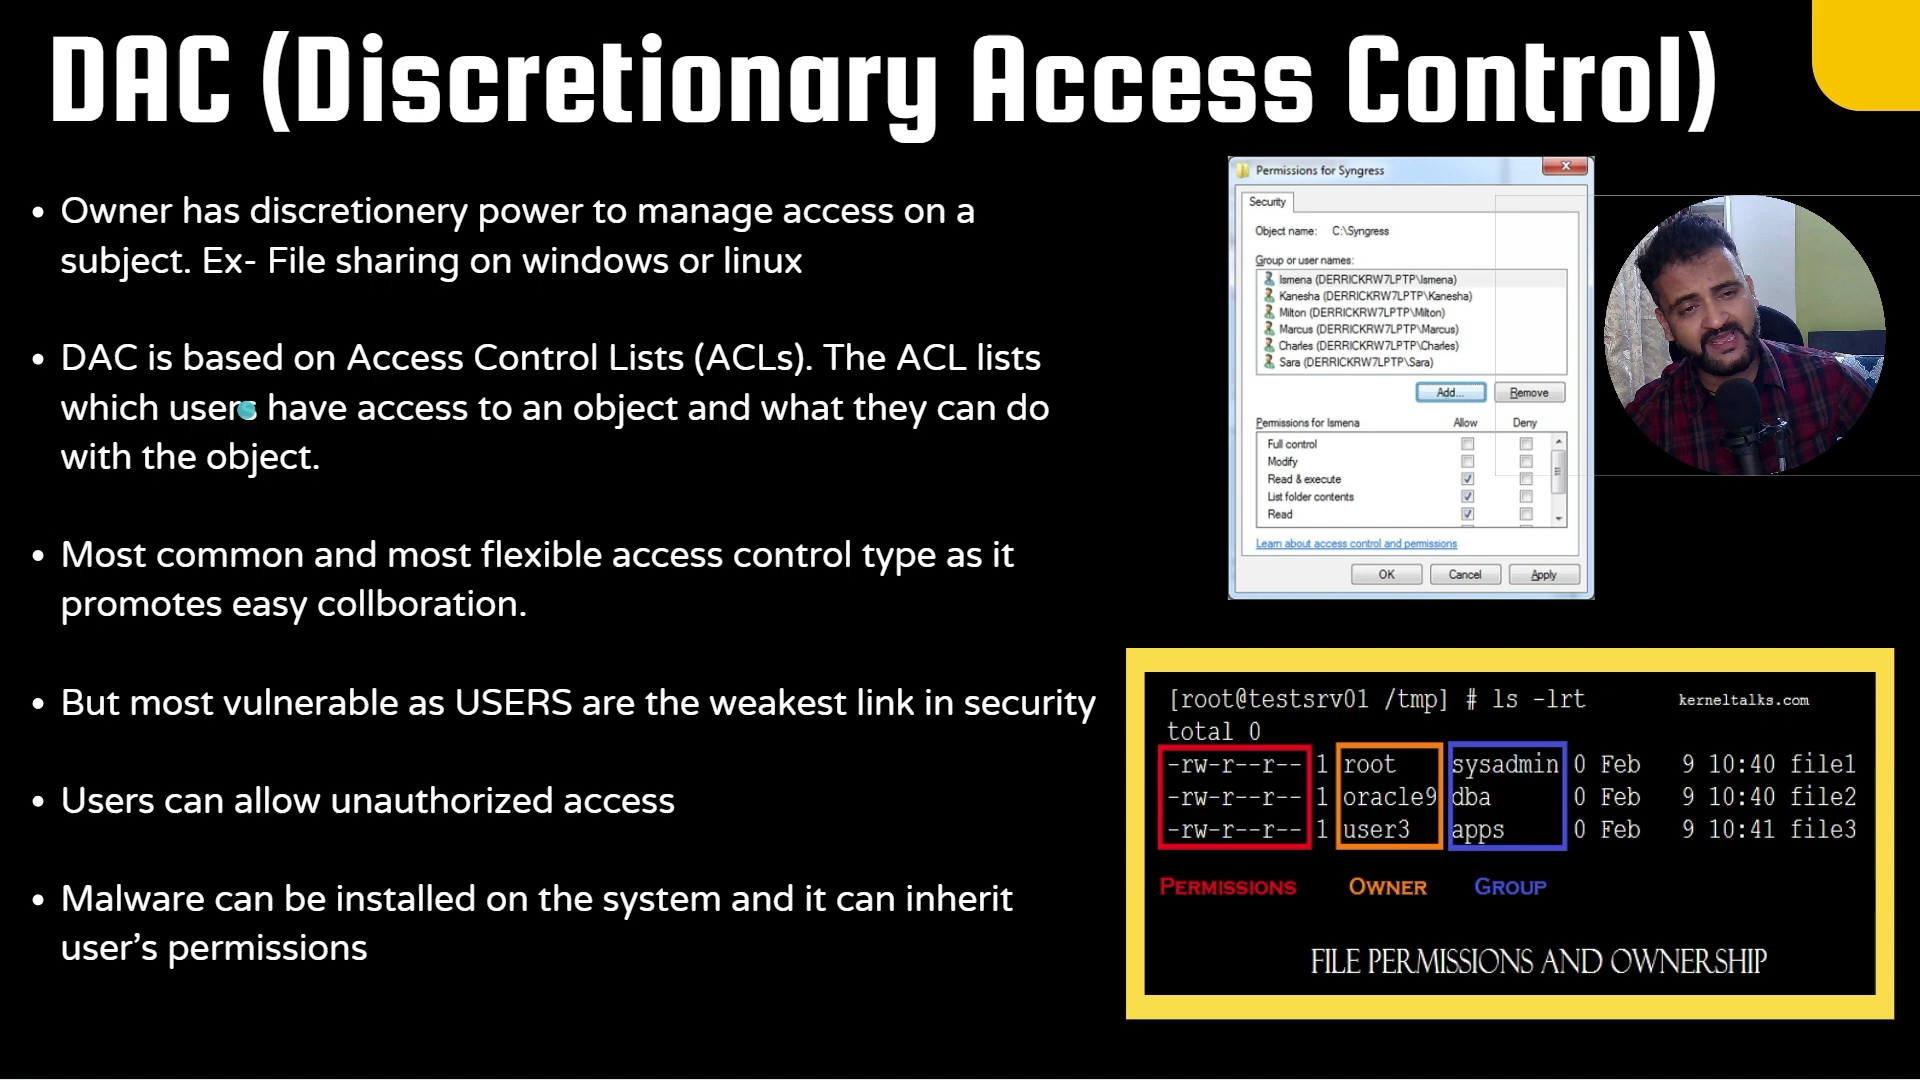 DAC (Discretionary Access Control)
• Owner has discretionery power to manage access on a
subject. Ex- File sharing on windows or linux
• DAC is based on Access Control Lists (ACLs). The ACL lists
which users have access to an object and what they can do
with the object.
• Most common and most flexible access control type as it
promotes easy collboration.
• But most vulnerable as USERS are the weakest link in security
• Users can allow unauthorized access
• Malware can be installed on the system and it can inherit
user's permissions
Permissions for Syngress
Security
Object name: C:\Syngress
Group or user names:
Ismena (DERRICKRW7LPTP\Ismena)
Kanesha (DERRICKRW7LPTP\Kanesha)
Milton (DERRICKRW7LPTP\Milton)
Marcus (DERRICKRW7LPTP\Marcus)
Charles (DERRICKRW7LPTP\Charles)
Sara (DERRICKRW7LPTP\Sara)
Add... Remove
Permissions for Ismena Allow Deny
Full control
Modify
Read & execute
List folder contents
Read
Learn about access control and permissions
OK Cancel Apply
[root@testsrv01 /tmp] # ls -lrt kerneltalks.com
total 0
-rw-r--r-- 1 root sysadmin 0 Feb 9 10:40 file1
-rw-r--r-- 1 oracle9 dba 0 Feb 9 10:40 file2
-rw-r--r-- 1 user3 apps 0 Feb 9 10:41 file3
PERMISSIONS OWNER GROUP
FILE PERMISSIONS AND OWNERSHIP